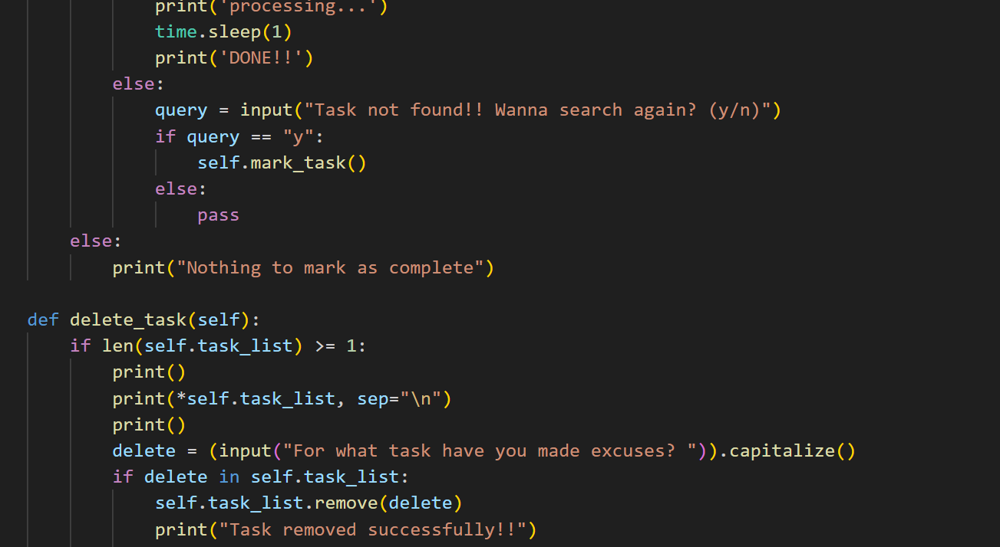 print('processing...')
            time.sleep(1)
            print('DONE!!')
        else:
            query = input("Task not found!! Wanna search again? (y/n)")
            if query == "y":
                self.mark_task()
            else:
                pass
    else:
        print("Nothing to mark as complete")

def delete_task(self):
    if len(self.task_list) >= 1:
        print()
        print(*self.task_list, sep="\n")
        print()
        delete = (input("For what task have you made excuses? ")).capitalize()
        if delete in self.task_list:
            self.task_list.remove(delete)
            print("Task removed successfully!!")